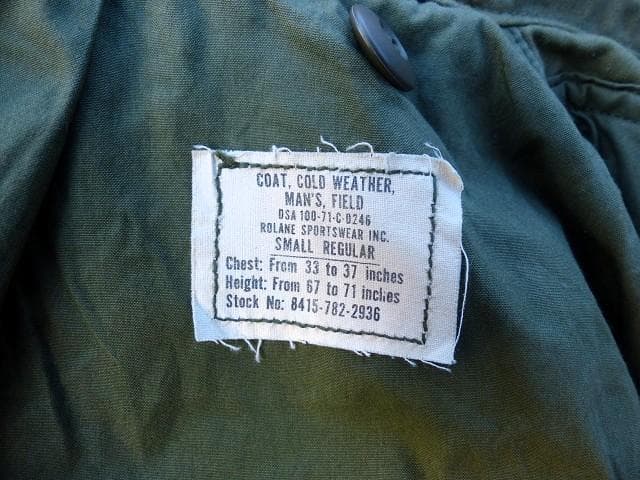 COAT, COLD WEATHER,
MAN'S, FIELD
DSA 100-71-C-0246
ROLANE SPORTSWEAR INC.
SMALL REGULAR
Chest: From 33 to 37 inches
Height: From 67 to 71 inches
Stock No: 8415-782-2936